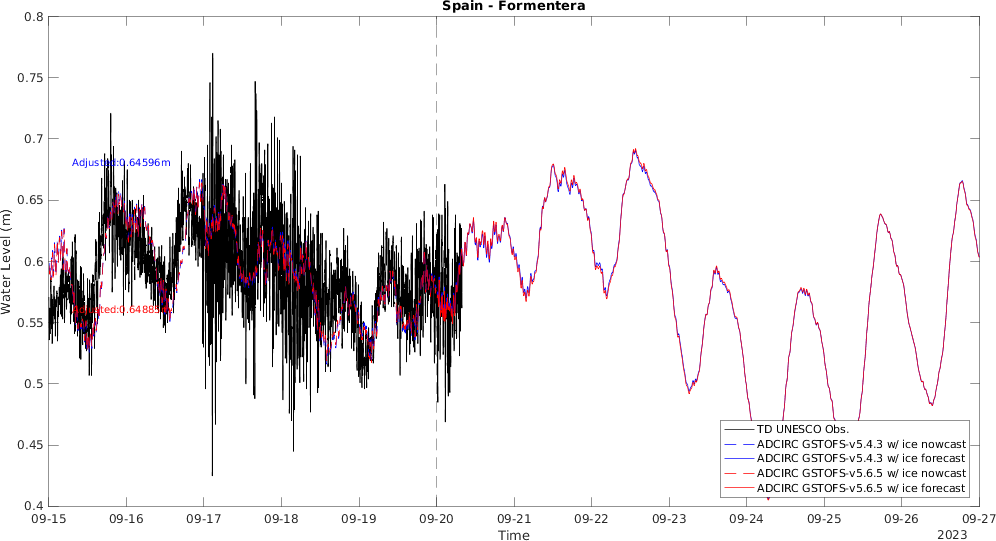 Spain - Formentera
0.8
0.75
0.7
0.65
0.6
0.55
0.5
0.45
0.4
Water Level (m)
Adjusted:0.64596m
TD UNESCO Obs.
ADCIRC GSTOFS-v5.4.3 w/ ice nowcast
ADCIRC GSTOFS-v5.4.3 w/ ice forecast
ADCIRC GSTOFS-v5.6.5 w/ ice nowcast
ADCIRC GSTOFS-v5.6.5 w/ ice forecast
09-15 09-16 09-17 09-18 09-19 09-20 09-21 09-22 09-23 09-24 09-25 09-26 09-27
Time
2023